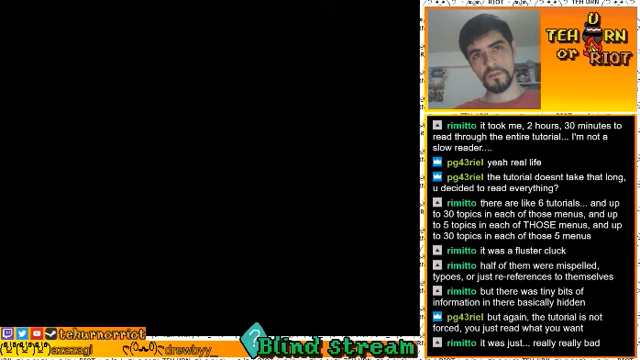 TEH URN
or RIOT
rimitto it took me, 2 hours, 30 minutes to
read through the entire tutorial... I'm not a
slow reader....
pg43riel yeah real life
pg43riel the tutorial doesnt take that long,
u decided to read everything?
rimitto there are like 6 tutorials... and up
to 30 topics in each of those menus, and up
to 5 topics in each of THOSE menus, and up
to 30 topics in each of those 5 menus
rimitto it was a fluster cluck
rimitto half of them were mispelled,
typoes, or just re-references to themselves
rimitto but there was tiny bits of
information in there basically hidden
pg43riel but again, the tutorial is not
forced, you just read what you want
rimitto it was just... really really bad
tehurnorriot
drewbyy_
Blind Stream